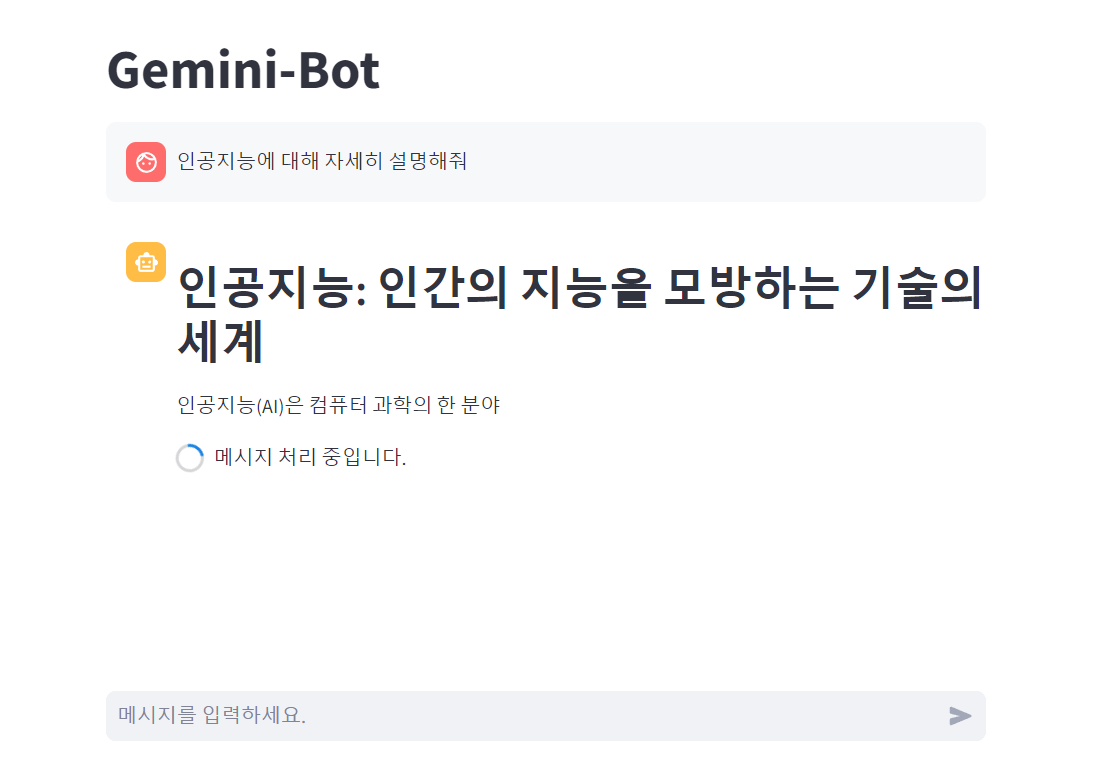 Gemini-Bot
인공지능에 대해 자세히 설명해줘
인공지능: 인간의 지능을 모방하는 기술의
세계
인공지능(AI)은 컴퓨터 과학의 한 분야
메시지 처리 중입니다.
메시지를 입력하세요.